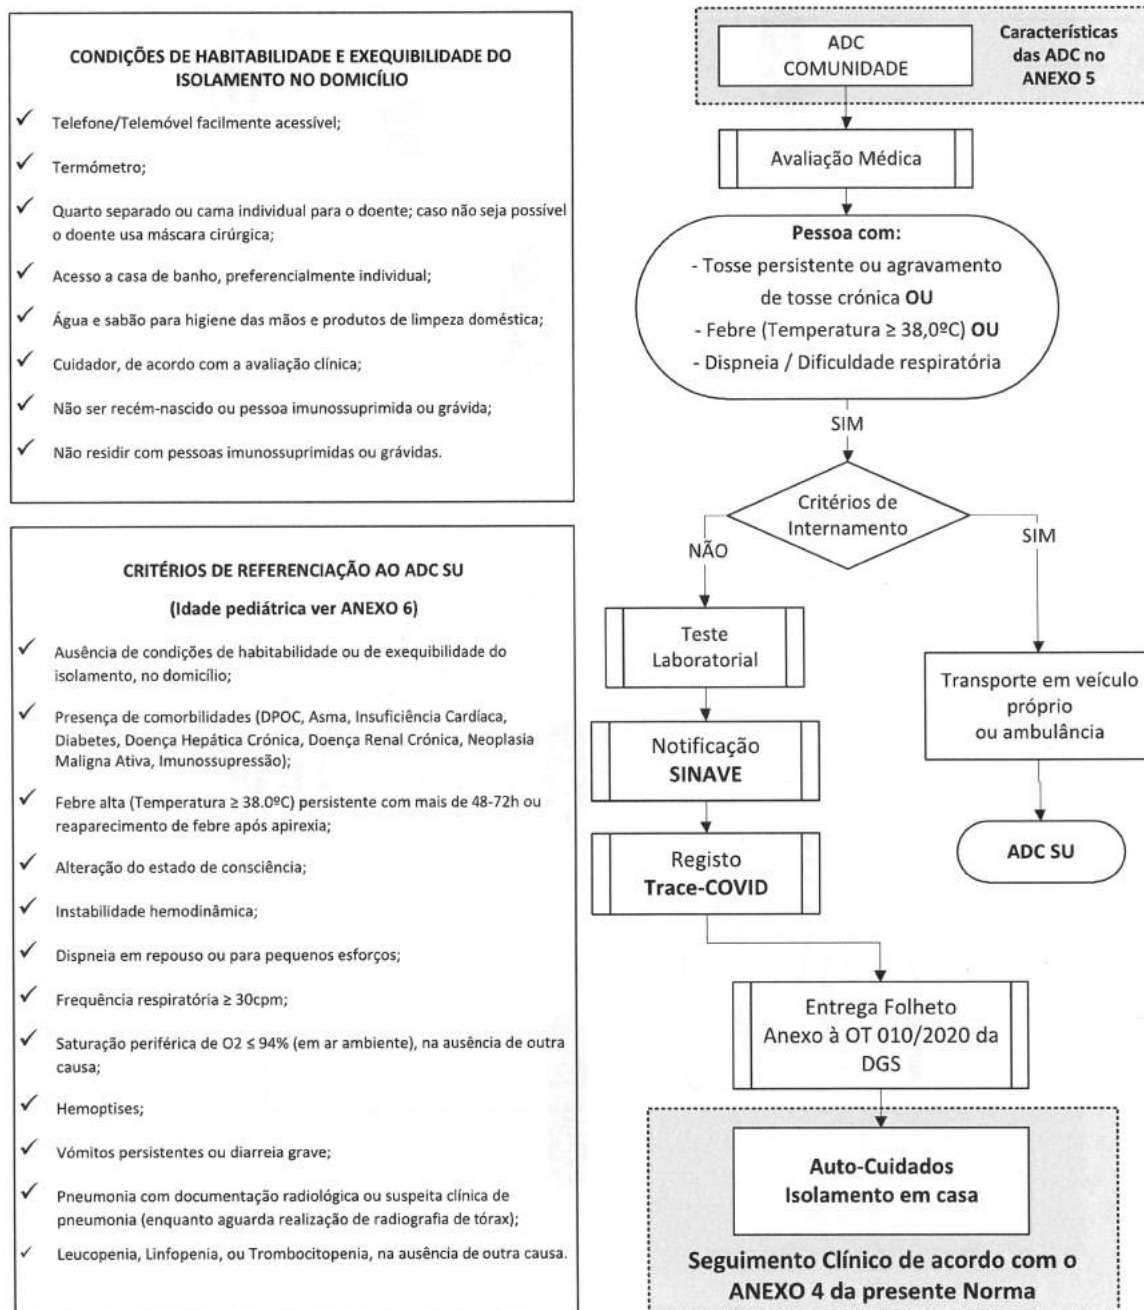 CONDIÇÕES DE HABITABILIDADE E EXEQUIBILIDADE DO
ISOLAMENTO NO DOMICÍLIO
✓ Telefone/Telemóvel facilmente acessível;
✓ Termómetro;
✓ Quarto separado ou cama individual para o doente; caso não seja possível
o doente usa máscara cirúrgica;
✓ Acesso a casa de banho, preferencialmente individual;
✓ Água e sabão para higiene das mãos e produtos de limpeza doméstica;
✓ Cuidador, de acordo com a avaliação clínica;
✓ Não ser recém-nascido ou pessoa imunossuprimida ou grávida;
✓ Não residir com pessoas imunossuprimidas ou grávidas.
CRITÉRIOS DE REFERENCIAÇÃO AO ADC SU
(Idade pediátrica ver ANEXO 6)
✓ Ausência de condições de habitabilidade ou de exequibilidade do
isolamento, no domicílio;
✓ Presença de comorbilidades (DPOC, Asma, Insuficiência Cardíaca,
Diabetes, Doença Hepática Crónica, Doença Renal Crónica, Neoplasia
Maligna Ativa, Imunossupressão);
✓ Febre alta (Temperatura ≥ 38.0ºC) persistente com mais de 48-72h ou
reaparecimento de febre após apirexia;
✓ Alteração do estado de consciência;
✓ Instabilidade hemodinâmica;
✓ Dispneia em repouso ou para pequenos esforços;
✓ Frequência respiratória ≥ 30cpm;
✓ Saturação periférica de O2 ≤ 94% (em ar ambiente), na ausência de outra
causa;
✓ Hemoptises;
✓ Vómitos persistentes ou diarreia grave;
✓ Pneumonia com documentação radiológica ou suspeita clínica de
pneumonia (enquanto aguarda realização de radiografia de tórax);
✓ Leucopenia, Linfopenia, ou Trombocitopenia, na ausência de outra causa.
ADC
COMUNIDADE
Características
das ADC no
ANEXO 5
Avaliação Médica
Pessoa com:
- Tosse persistente ou agravamento
de tosse crónica OU
- Febre (Temperatura ≥ 38,0ºC) OU
- Dispneia / Dificuldade respiratória
SIM
Critérios de
Internamento
NÃO
SIM
Teste
Laboratorial
Notificação
SINAVE
Registo
Trace-COVID
Transporte em veículo
próprio
ou ambulância
ADC SU
Entrega Folheto
Anexo à OT 010/2020 da
DGS
Auto-Cuidados
Isolamento em casa
Seguimento Clínico de acordo com o
ANEXO 4 da presente Norma